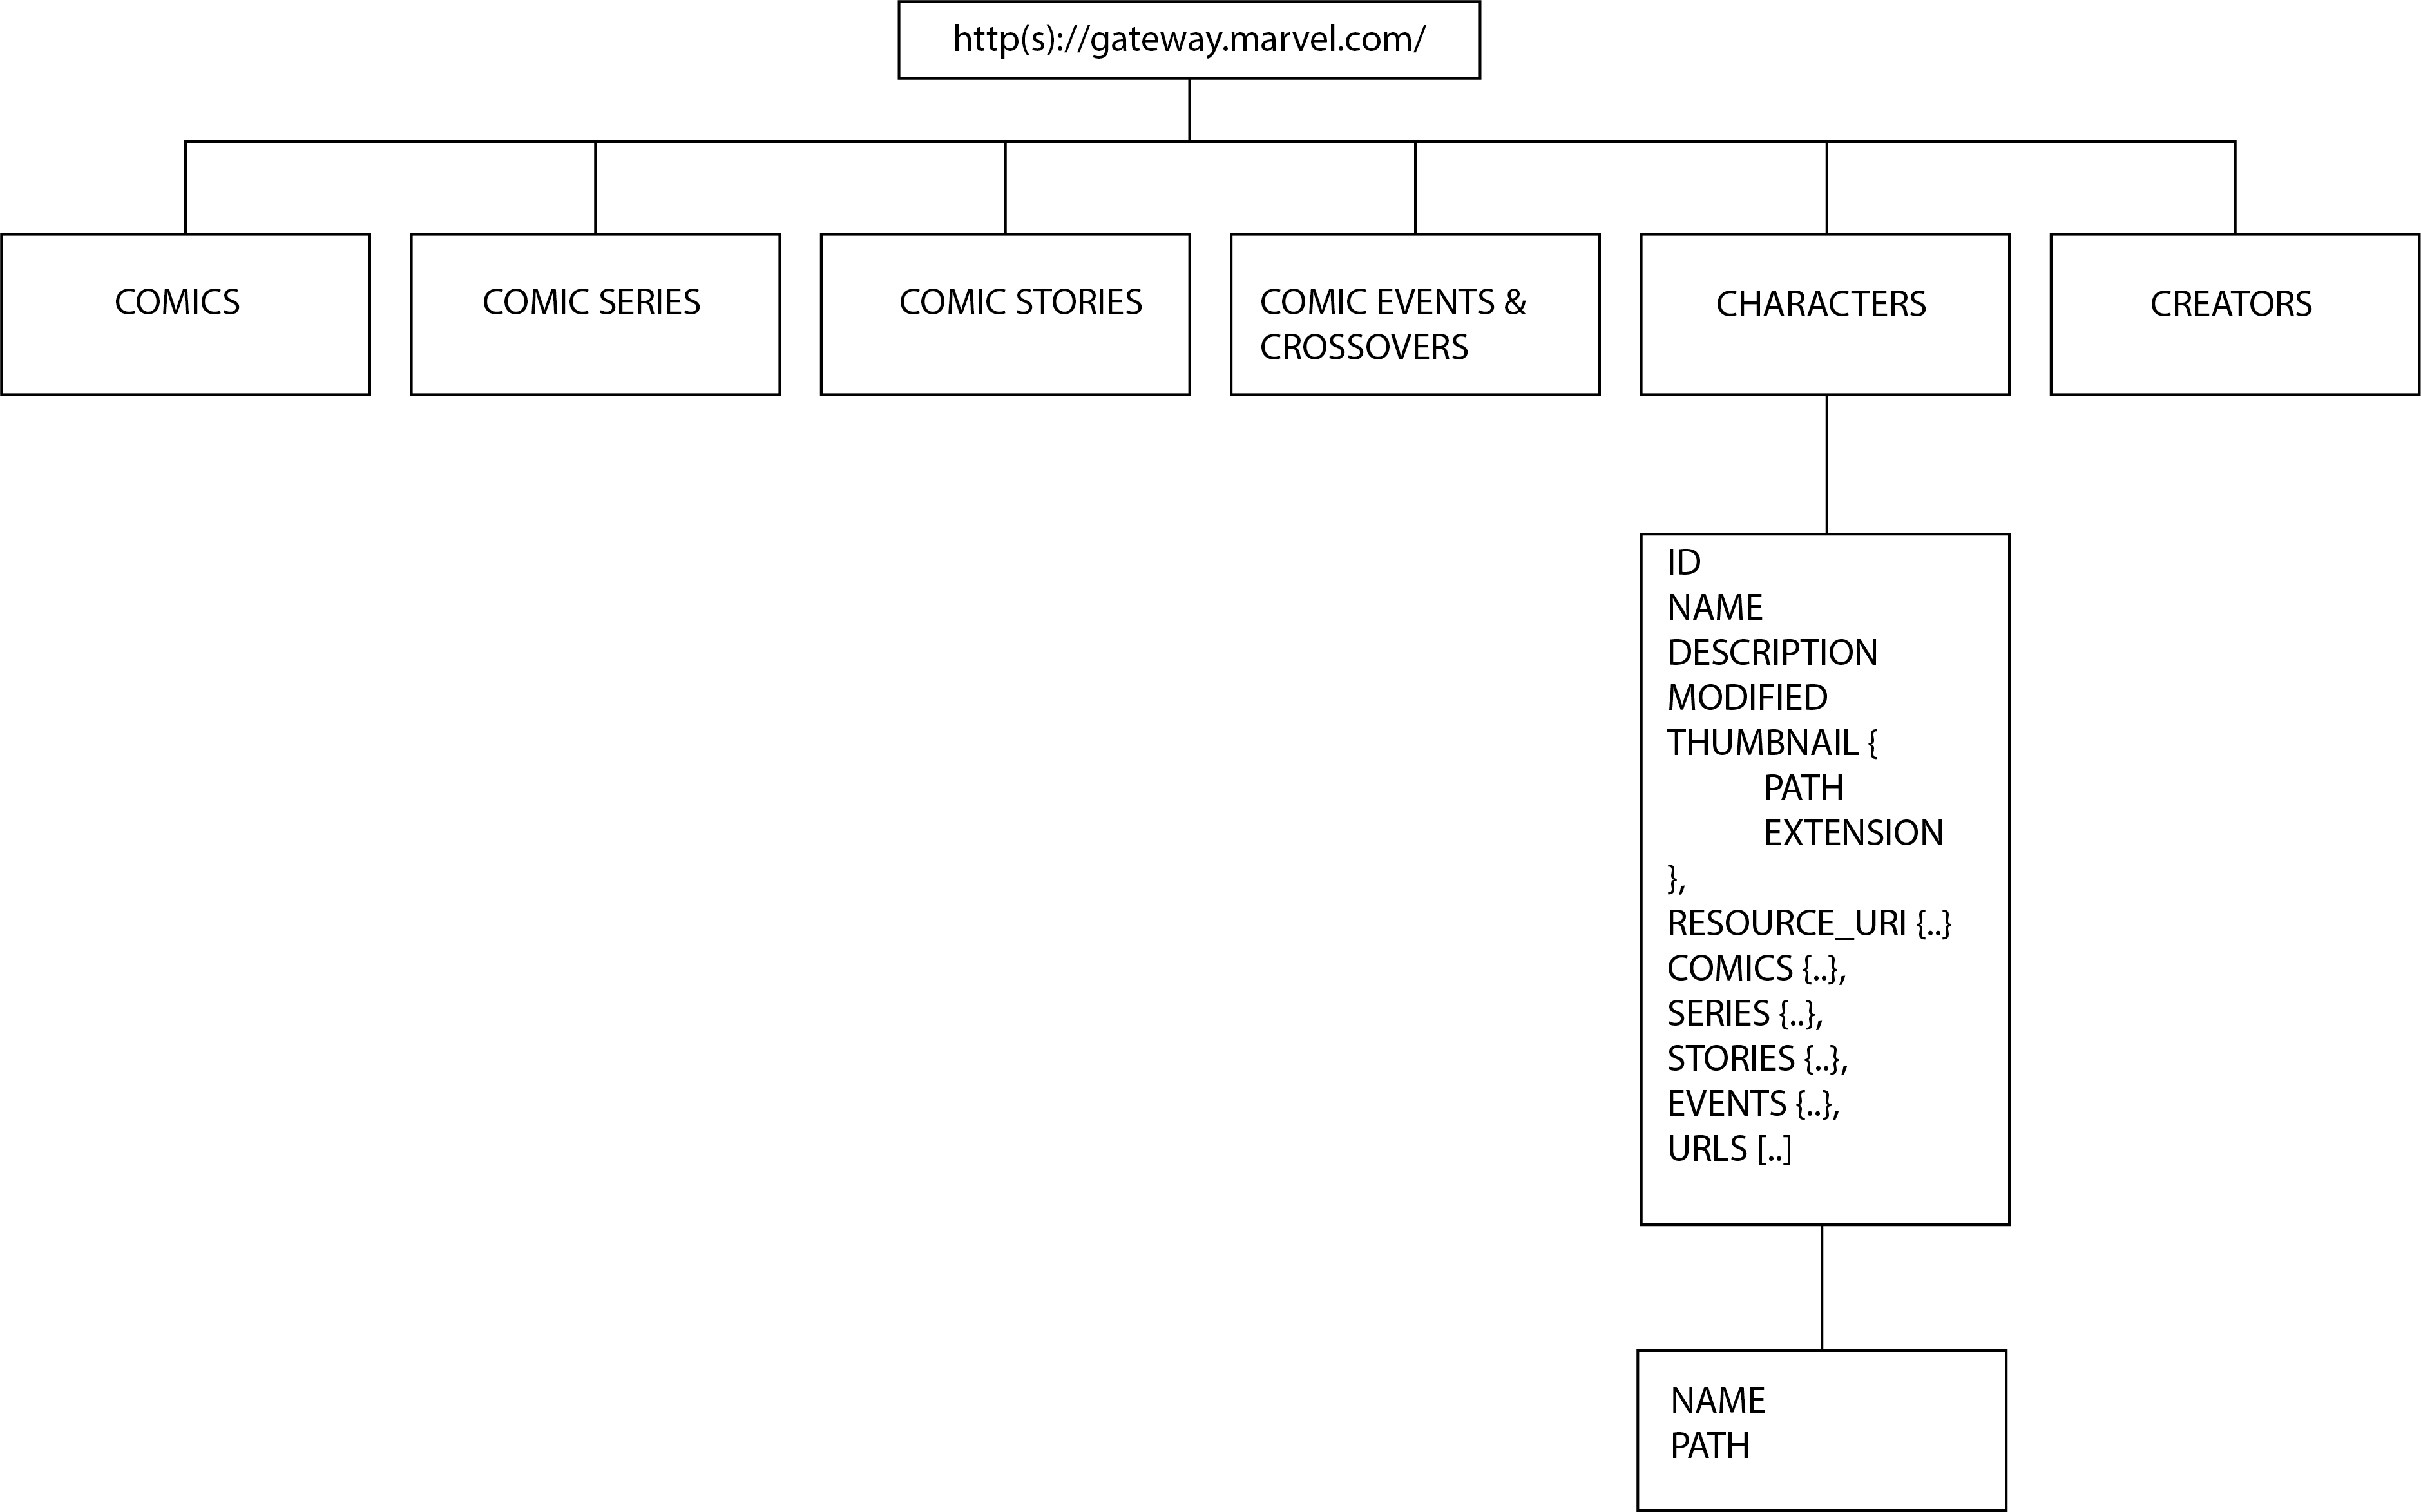 http(s)://gateway.marvel.com/
COMICS
COMIC SERIES
COMIC STORIES
COMIC EVENTS &
CROSSOVERS
CHARACTERS
CREATORS
ID
NAME
DESCRIPTION
MODIFIED
THUMBNAIL {
PATH
EXTENSION
},
RESOURCE_URI {..}
COMICS {..},
SERIES {..},
STORIES {..},
EVENTS {..},
URLS [..]
NAME
PATH